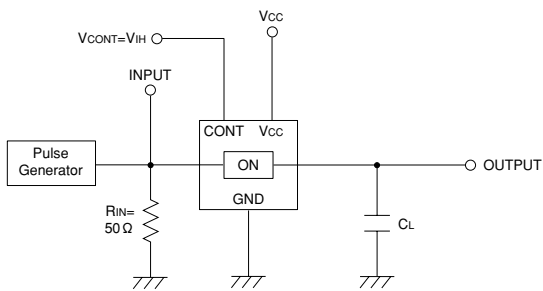 VCC
VCONT=VIH
INPUT
CONT VCC
Pulse
Generator
ON
OUTPUT
GND
RIN=
50Ω
CL